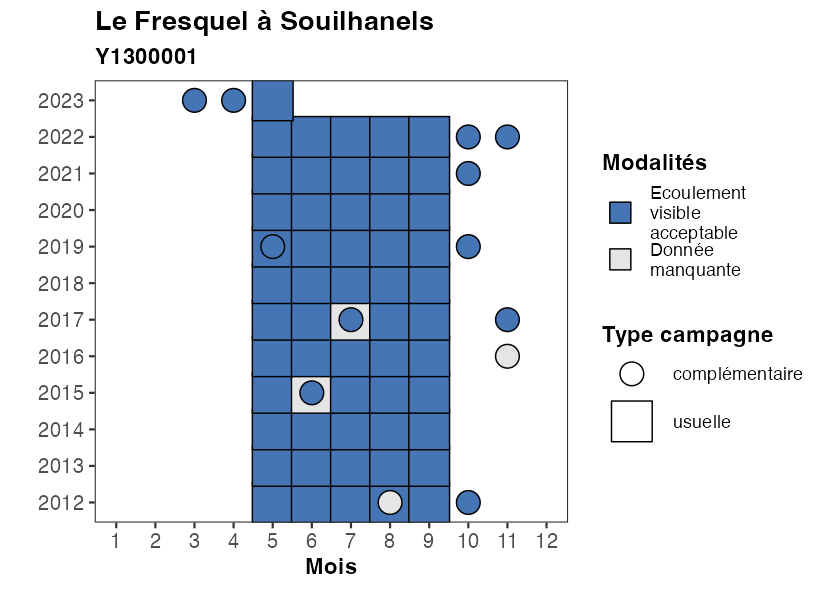 Le Fresquel à Souilhanels
Y1300001
2023
2022
2021
2020
2019
2018
2017
2016
2015
2014
2013
2012
1 2 3 4 5 6 7 8 9 10 11 12
Mois
Modalités
Ecoulement
visible
acceptable
Donnée
manquante
Type campagne
complémentaire
usuelle